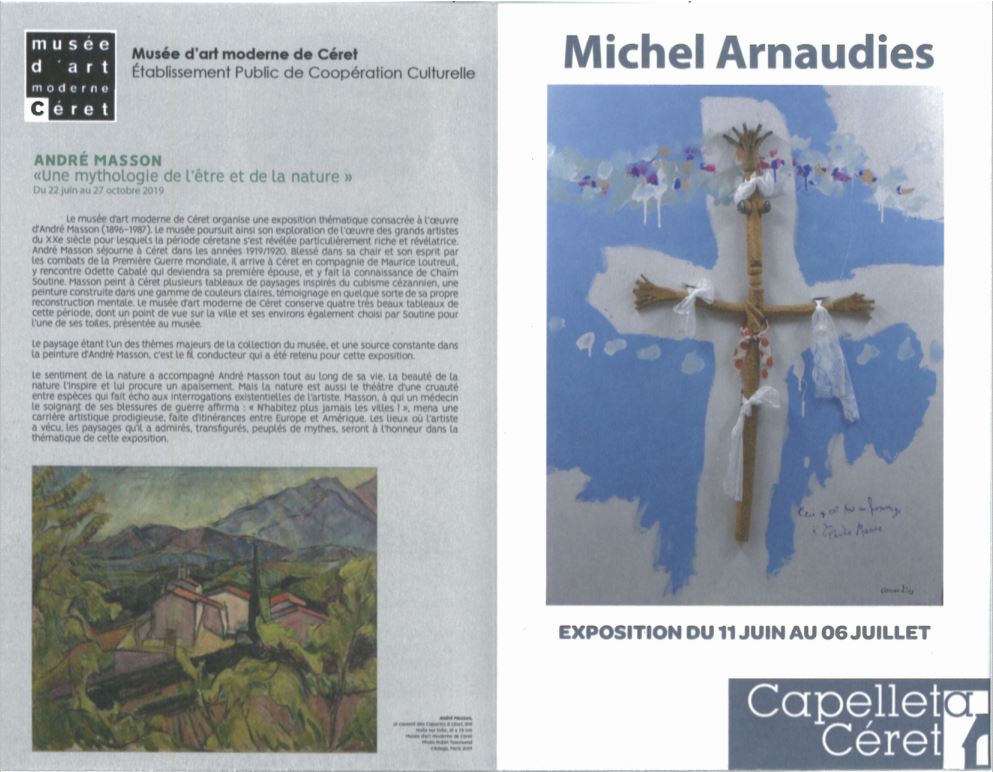 musée
d'art
moderne
Céret
Musée d'art moderne de Céret
Établissement Public de Coopération Culturelle
ANDRÉ MASSON
«Une mythologie de l'être et de la nature »
Du 22 juin au 27 octobre 2019
Le musée d'art moderne de Céret organise une exposition thématique consacrée à l'œuvre
d'André Masson (1896-1987). Le musée poursuit ainsi son exploration de l'œuvre des grands artistes
du XXe siècle pour lesquels la période céretane s'est révélée particulièrement riche et révélatrice.
André Masson séjourne à Céret dans les années 1919/1920. Blessé dans sa chair et son esprit par
les combats de la Première Guerre mondiale, il arrive à Céret en compagnie de Maurice Loutreuil,
y rencontre Odette Cabalé qui deviendra sa première épouse, et y fait la connaissance de Chaïm
Soutine. Masson peint à Céret plusieurs tableaux de paysages inspirés du cubisme cézannien, une
peinture construite dans une gamme de couleurs claires, témoignage en quelque sorte de sa propre
reconstruction mentale. Le musée d'art moderne de Céret conserve quatre très beaux tableaux de
cette période, dont un point de vue sur la ville et ses environs également choisi par Soutine pour
l'une de ses toiles, présentée au musée.
Le paysage étant l'un des thèmes majeurs de la collection du musée, et une source constante dans
la peinture d'André Masson, c'est le fil conducteur qui a été retenu pour cette exposition.
Le sentiment de la nature a accompagné André Masson tout au long de sa vie. La beauté de la
nature l'inspire et lui procure un apaisement. Mais la nature est aussi le théâtre d'une cruauté
entre espèces qui fait écho aux interrogations existentielles de l'artiste. Masson, à qui un médecin
le soignant de ses blessures de guerre affirma : « N'habitez plus jamais les villes ! », mena une
carrière artistique prodigieuse, faite d'itinérances entre Europe et Amérique. Les lieux où l'artiste
a vécu, les paysages qu'il a admirés, transfigurés, peuplés de mythes, seront à l'honneur dans la
thématique de cette exposition.
André Masson,
Musée d'art moderne de Céret
Michel Arnaudies
Ceci
à
EXPOSITION DU 11 JUIN AU 06 JUILLET
Capelleta
Céret